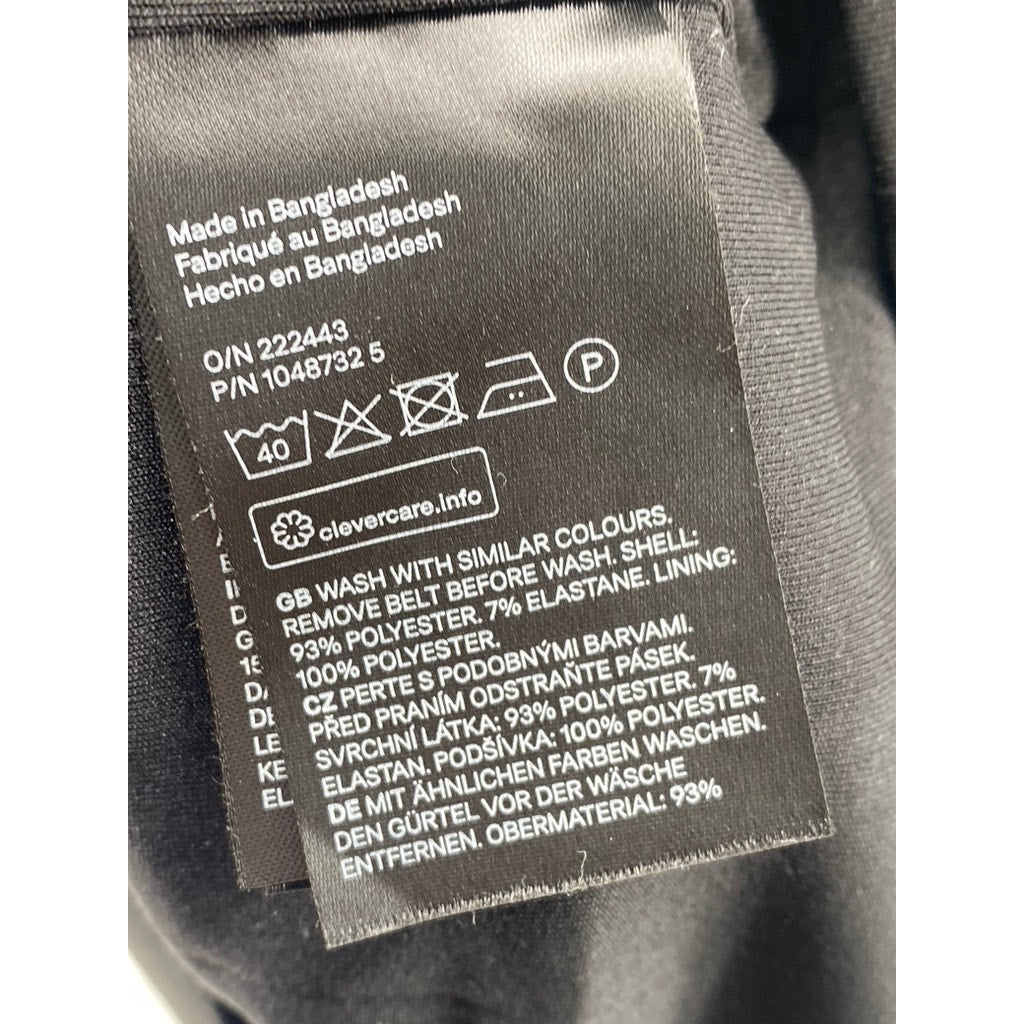 Made in Bangladesh
Fabriqué au Bangladesh
Hecho en Bangladesh
O/N 222443
P/N 1048732 5
40
P
clevercare.info
GB WASH WITH SIMILAR COLOURS.
REMOVE BELT BEFORE WASH. SHELL:
93% POLYESTER. 7% ELASTANE. LINING:
100% POLYESTER.
CZ PERTE S PODOBNÝMI BARVAMI.
PŘED PRANÍM ODSTRAŇTE PÁSEK.
SVRCHNÍ LÁTKA: 93% POLYESTER. 7%
ELASTAN. PODŠÍVKA: 100% POLYESTER.
DE MIT ÄHNLICHEN FARBEN WASCHEN.
DEN GÜRTEL VOR DER WÄSCHE
ENTFERNEN. OBERMATERIAL: 93%